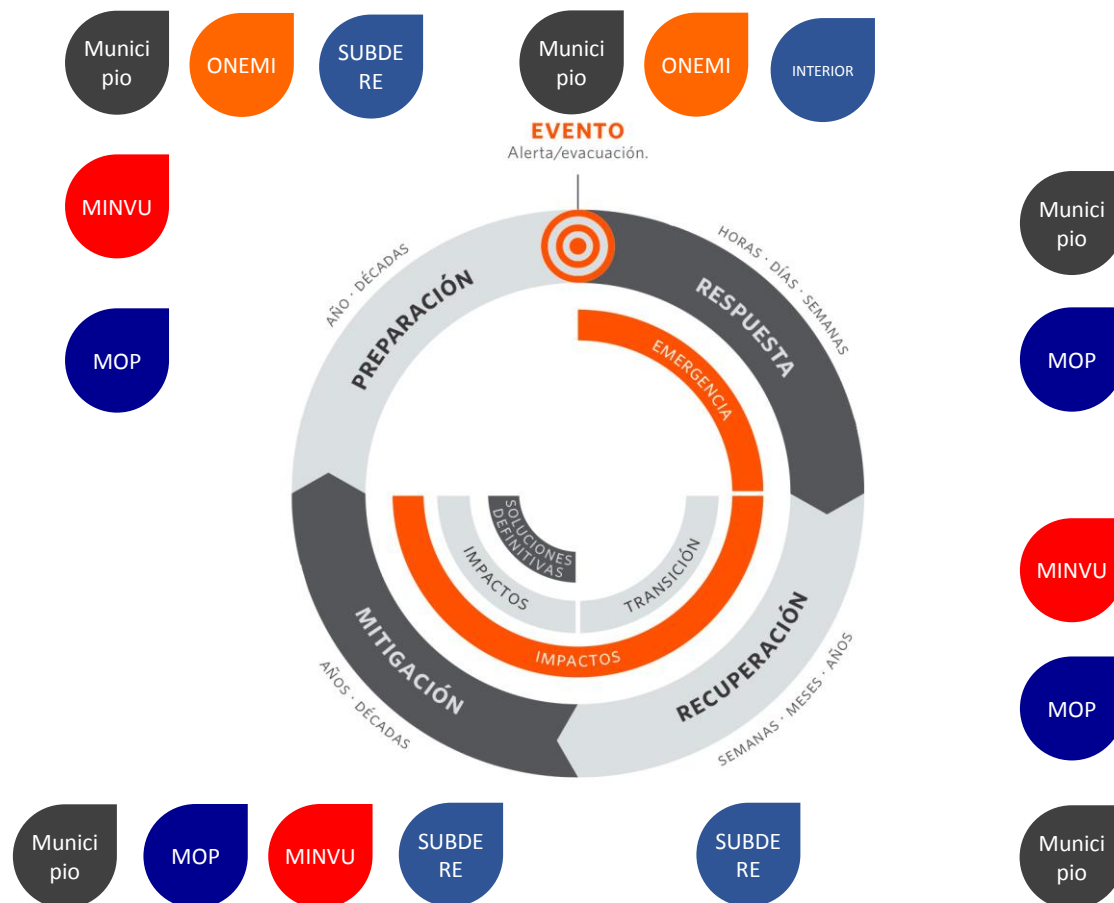 Munici
pio
ONEMI
SUBDE
RE
Munici
pio
ONEMI
INTERIOR
EVENTO
Alerta/evacuación.
MINVU
Munici
pio
AÑO · DÉCADAS
HORAS · DÍAS · SEMANAS
PREPARACIÓN
RESPUESTA
MOP
EMERGENCIA
MOP
SOLUCIONES
DEFINITIVAS
IMPACTOS
TRANSICIÓN
MINVU
IMPACTOS
MITIGACIÓN
RECUPERACIÓN
AÑOS · DÉCADAS
SEMANAS · MESES · AÑOS
MOP
Munici
pio
MOP
MINVU
SUBDE
RE
SUBDE
RE
Munici
pio